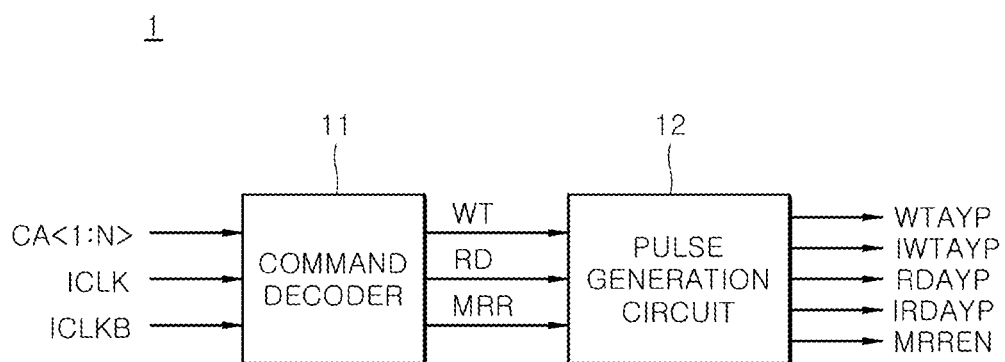 1
11
12
CA<1:N>
ICLK
ICLKB
COMMAND
DECODER
WT
RD
MRR
PULSE
GENERATION
CIRCUIT
WTAYP
IWTAYP
RDAYP
IRDAYP
MRREN